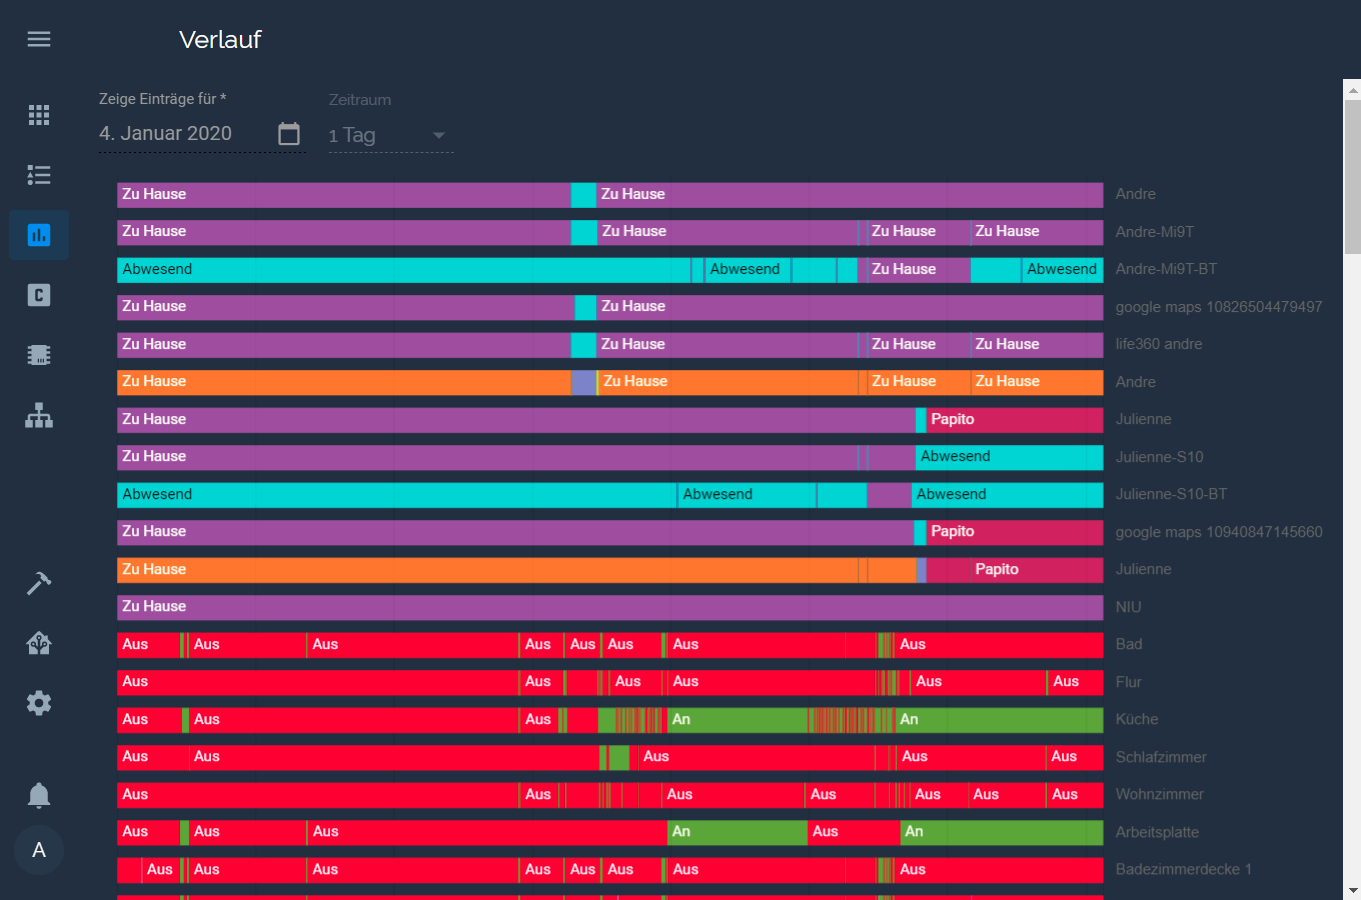 Verlauf
Zeige Einträge für *
Zeitraum
4. Januar 2020
1 Tag
Zu Hause Zu Hause Andre
Zu Hause Zu Hause Zu Hause Zu Hause Andre-Mi9T
Abwesend Abwesend Zu Hause Abwesend Andre-Mi9T-BT
Zu Hause Zu Hause google maps 10826504479497
Zu Hause Zu Hause Zu Hause Zu Hause life360 andre
Zu Hause Zu Hause Zu Hause Zu Hause Andre
Zu Hause Papito Julienne
Zu Hause Abwesend Julienne-S10
Abwesend Abwesend Abwesend Julienne-S10-BT
Zu Hause Papito google maps 10940847145660
Zu Hause Papito Julienne
Zu Hause NIU
Aus Aus Aus Aus Aus Aus Aus Aus Bad
Aus Aus Aus Aus Aus Aus Flur
Aus Aus Aus An An Küche
Aus Aus Aus Aus Aus Schlafzimmer
Aus Aus Aus Aus Aus Aus Aus Wohnzimmer
Aus Aus Aus An Aus An Arbeitsplatte
Aus Aus Aus Aus Aus Aus Aus Aus Badezimmerdecke 1
C
A